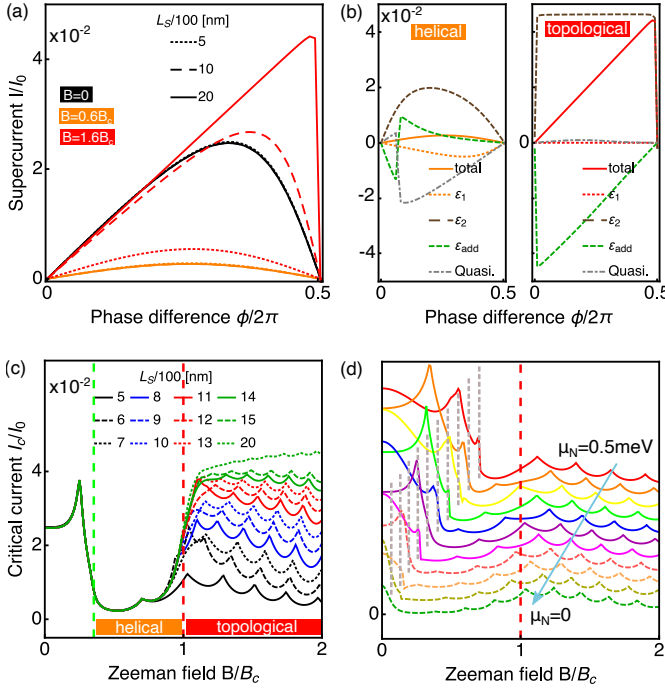 (a)
x10⁻²
L_S/100 [nm]
5
10
20
B=0
B=0.6B_c
B=1.6B_c
4
2
0
Supercurrent I/I₀
0
0.5
Phase difference ϕ/2π
(b)
x10⁻²
helical
topological
4
2
0
-2
-4
total
ε₁
ε₂
ε_add
Quasi.
total
ε₁
ε₂
ε_add
Quasi.
0
0.5
0
0.5
Phase difference ϕ/2π
(c)
x10⁻²
L_S/100 [nm]
5
8
11
14
6
9
12
15
7
10
13
20
4
2
0
Critical current I_c/I₀
helical
topological
0
1
2
Zeeman field B/B_c
(d)
μ_N=0.5meV
μ_N=0
0
0
1
2
Zeeman field B/B_c